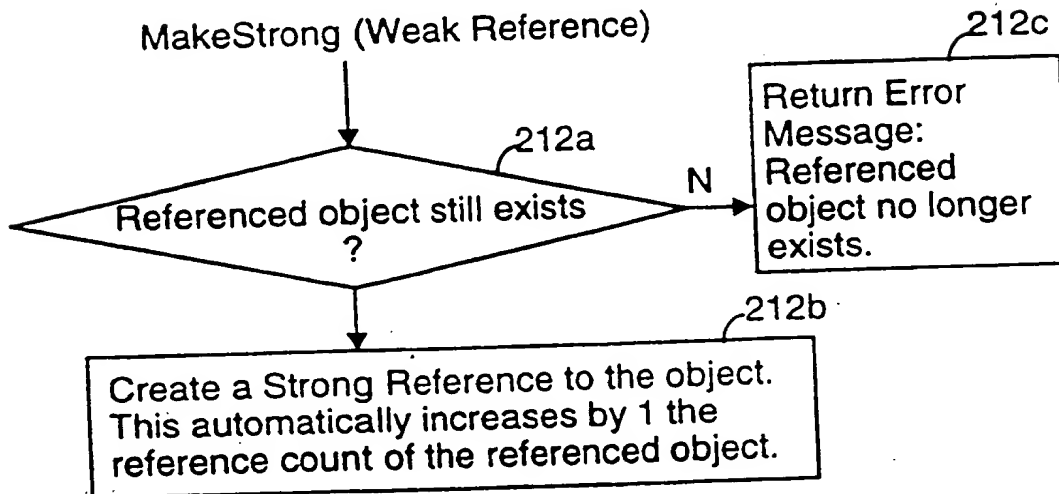 MakeStrong (Weak Reference)
212a
Referenced object still exists
?
N
212c
Return Error
Message:
Referenced
object no longer
exists.
212b
Create a Strong Reference to the object.
This automatically increases by 1 the
reference count of the referenced object.